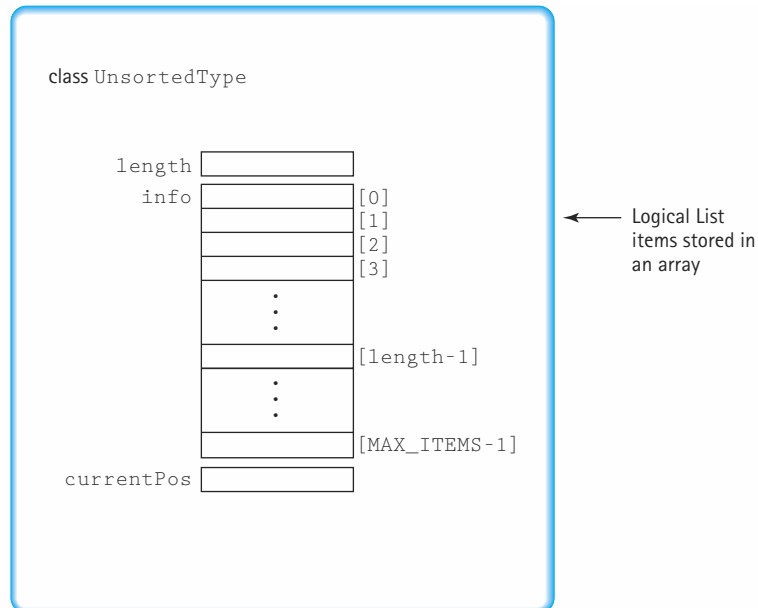 class UnsortedType
length
info
[0]
[1]
[2]
[3]
[length-1]
[MAX_ITEMS-1]
currentPos
Logical List
items stored in
an array